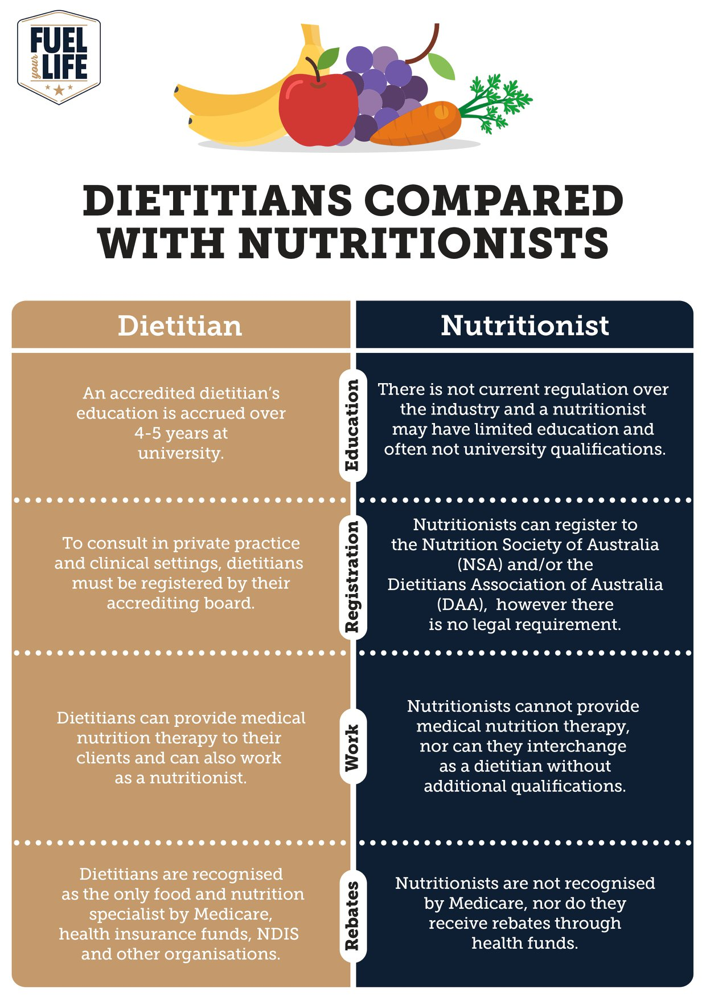 FUEL
your
LIFE
DIETITIANS COMPARED
WITH NUTRITIONISTS
Dietitian
Nutritionist
Education
An accredited dietitian's
education is accrued over
4-5 years at
university.
There is not current regulation over
the industry and a nutritionist
may have limited education and
often not university qualifications.
Registration
To consult in private practice
and clinical settings, dietitians
must be registered by their
accrediting board.
Nutritionists can register to
the Nutrition Society of Australia
(NSA) and/or the
Dietitians Association of Australia
(DAA),  however there
is no legal requirement.
Work
Dietitians can provide medical
nutrition therapy to their
clients and can also work
as a nutritionist.
Nutritionists cannot provide
medical nutrition therapy,
nor can they interchange
as a dietitian without
additional qualifications.
Rebates
Dietitians are recognised
as the only food and nutrition
specialist by Medicare,
health insurance funds, NDIS
and other organisations.
Nutritionists are not recognised
by Medicare, nor do they
receive rebates through
health funds.